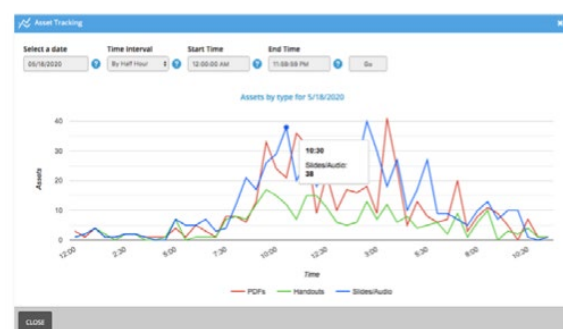 Asset Tracking
Select a date
Time Interval
Start Time
End Time
05/18/2020
?
By Half Hour
?
12:00:00 AM
?
11:59:59 PM
?
Go
Assets by type for 5/18/2020
Assets
40
30
20
10
0
10:30
Slides/Audio:
38
12:00
2:30
5:00
7:30
10:00
12:30
3:00
5:30
8:00
10:30
Time
PDFs
Handouts
Slides/Audio
CLOSE